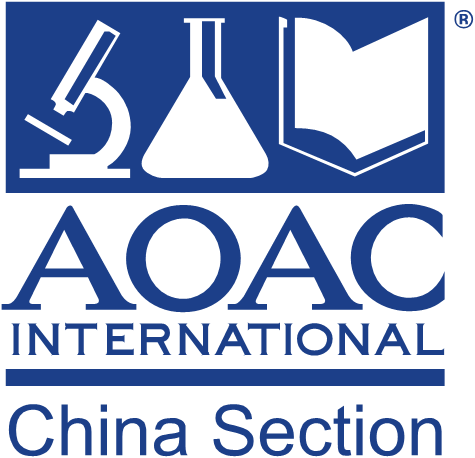 ®
AOAC
INTERNATIONAL
China Section